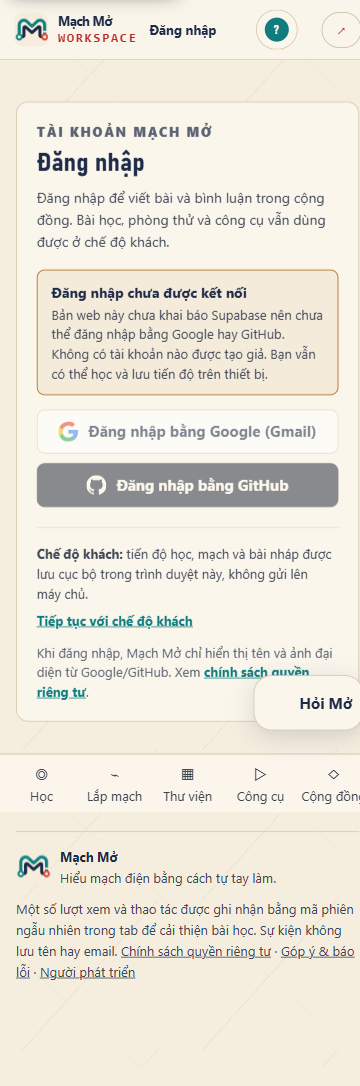 Mạch Mở
WORKSPACE
Đăng nhập
?
TÀI KHOẢN MẠCH MỞ
Đăng nhập
Đăng nhập để viết bài và bình luận trong cộng
đồng. Bài học, phòng thử và công cụ vẫn dùng
được ở chế độ khách.
Đăng nhập chưa được kết nối
Bản web này chưa khai báo Supabase nên chưa
thể đăng nhập bằng Google hay GitHub.
Không có tài khoản nào được tạo giả. Bạn vẫn
có thể học và lưu tiến độ trên thiết bị.
Đăng nhập bằng Google (Gmail)
Đăng nhập bằng GitHub
Chế độ khách: tiến độ học, mạch và bài nháp được
lưu cục bộ trong trình duyệt này, không gửi lên
máy chủ.
Tiếp tục với chế độ khách
Khi đăng nhập, Mạch Mở chỉ hiển thị tên và ảnh đại
diện từ Google/GitHub. Xem chính sách quyền
riêng tư.
Hỏi Mở
Học
Lắp mạch
Thư viện
Công cụ
Cộng đồng
Mạch Mở
Hiểu mạch điện bằng cách tự tay làm.
Một số lượt xem và thao tác được ghi nhận bằng mã phiên
ngẫu nhiên trong tab để cải thiện bài học. Sự kiện không
lưu tên hay email. Chính sách quyền riêng tư · Góp ý & báo
lỗi · Người phát triển